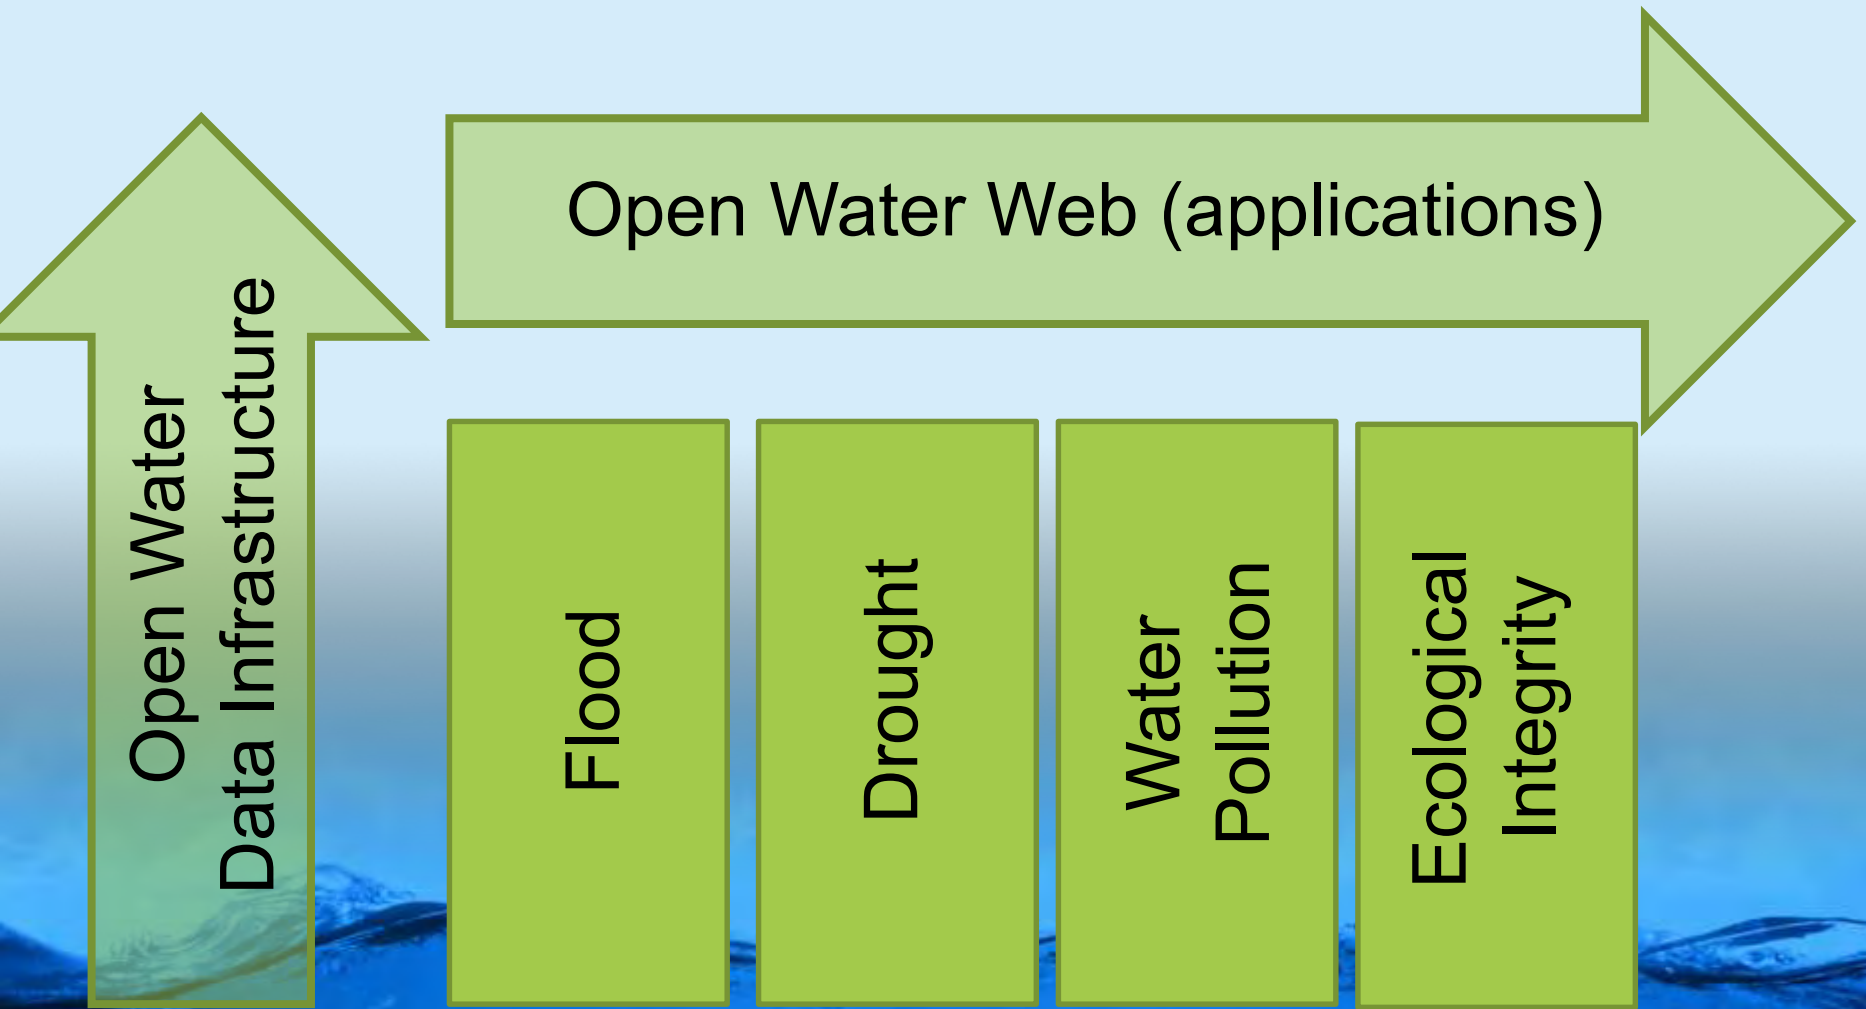 Open Water Web (applications)
Open Water
Data Infrastructure
Flood
Drought
Water
Pollution
Ecological
Integrity